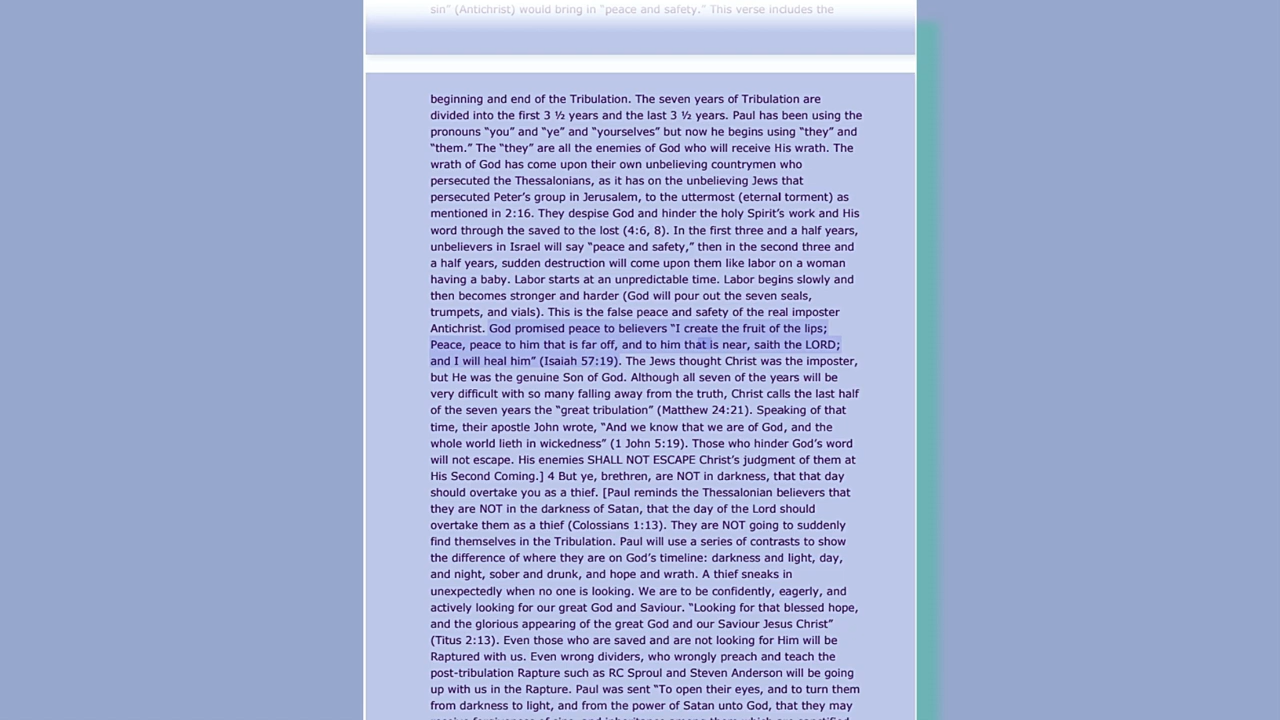 sin” (Antichrist) would bring in “peace and safety.” This verse includes the
beginning and end of the Tribulation. The seven years of Tribulation are
divided into the first 3 ½ years and the last 3 ½ years. Paul has been using the
pronouns “you” and “ye” and “yourselves” but now he begins using “they” and
“them.” The “they” are all the enemies of God who will receive His wrath. The
wrath of God has come upon their own unbelieving countrymen who
persecuted the Thessalonians, as it has on the unbelieving Jews that
persecuted Peter’s group in Jerusalem, to the uttermost (eternal torment) as
mentioned in 2:16. They despise God and hinder the holy Spirit’s work and His
word through the saved to the lost (4:6, 8). In the first three and a half years,
unbelievers in Israel will say “peace and safety,” then in the second three and
a half years, sudden destruction will come upon them like labor on a woman
having a baby. Labor starts at an unpredictable time. Labor begins slowly and
then becomes stronger and harder (God will pour out the seven seals,
trumpets, and vials). This is the false peace and safety of the real imposter
Antichrist. God promised peace to believers “I create the fruit of the lips;
Peace, peace to him that is far off, and to him that is near, saith the LORD;
and I will heal him” (Isaiah 57:19). The Jews thought Christ was the imposter,
but He was the genuine Son of God. Although all seven of the years will be
very difficult with so many falling away from the truth, Christ calls the last half
of the seven years the “great tribulation” (Matthew 24:21). Speaking of that
time, their apostle John wrote, “And we know that we are of God, and the
whole world lieth in wickedness” (1 John 5:19). Those who hinder God’s word
will not escape. His enemies SHALL NOT ESCAPE Christ’s judgment of them at
His Second Coming.] 4 But ye, brethren, are NOT in darkness, that that day
should overtake you as a thief. [Paul reminds the Thessalonian believers that
they are NOT in the darkness of Satan, that the day of the Lord should
overtake them as a thief (Colossians 1:13). They are NOT going to suddenly
find themselves in the Tribulation. Paul will use a series of contrasts to show
the difference of where they are on God’s timeline: darkness and light, day,
and night, sober and drunk, and hope and wrath. A thief sneaks in
unexpectedly when no one is looking. We are to be confidently, eagerly, and
actively looking for our great God and Saviour. “Looking for that blessed hope,
and the glorious appearing of the great God and our Saviour Jesus Christ”
(Titus 2:13). Even those who are saved and are not looking for Him will be
Raptured with us. Even wrong dividers, who wrongly preach and teach the
post-tribulation Rapture such as RC Sproul and Steven Anderson will be going
up with us in the Rapture. Paul was sent “To open their eyes, and to turn them
from darkness to light, and from the power of Satan unto God, that they may
receive forgiveness of sins, and inheritance among them which are sanctified